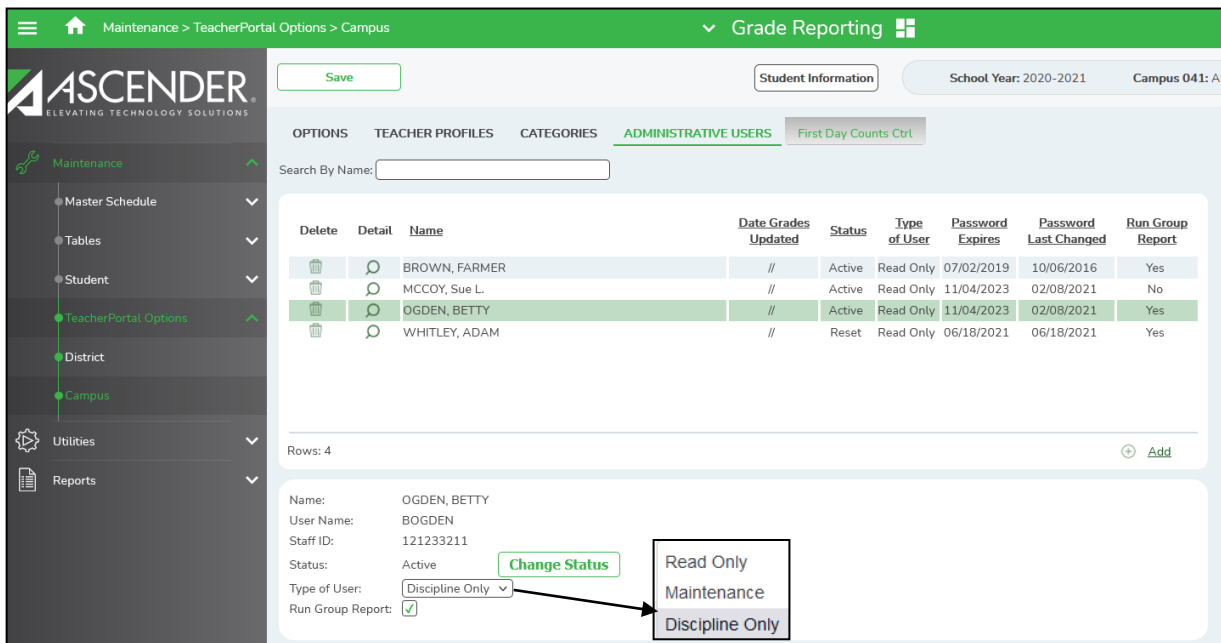 Maintenance > TeacherPortal Options > Campus
Grade Reporting
ASCENDER.
ELEVATING TECHNOLOGY SOLUTIONS
Save
Student Information
School Year: 2020-2021
Campus 041: A
OPTIONS TEACHER PROFILES CATEGORIES ADMINISTRATIVE USERS First Day Counts Ctrl
Search By Name:
Maintenance
Master Schedule
Tables
Student
TeacherPortal Options
District
Campus
Utilities
Reports
Delete Detail Name Date Grades Updated Status Type of User Password Expires Password Last Changed Run Group Report
BROWN, FARMER // Active Read Only 07/02/2019 10/06/2016 Yes
MCCOY, Sue L. // Active Read Only 11/04/2023 02/08/2021 No
OGDEN, BETTY // Active Read Only 11/04/2023 02/08/2021 Yes
WHITLEY, ADAM // Reset Read Only 06/18/2021 06/18/2021 Yes
Rows: 4
Add
Name: OGDEN, BETTY
User Name: BOGDEN
Staff ID: 121233211
Status: Active Change Status
Type of User: Discipline Only
Run Group Report:
Read Only
Maintenance
Discipline Only